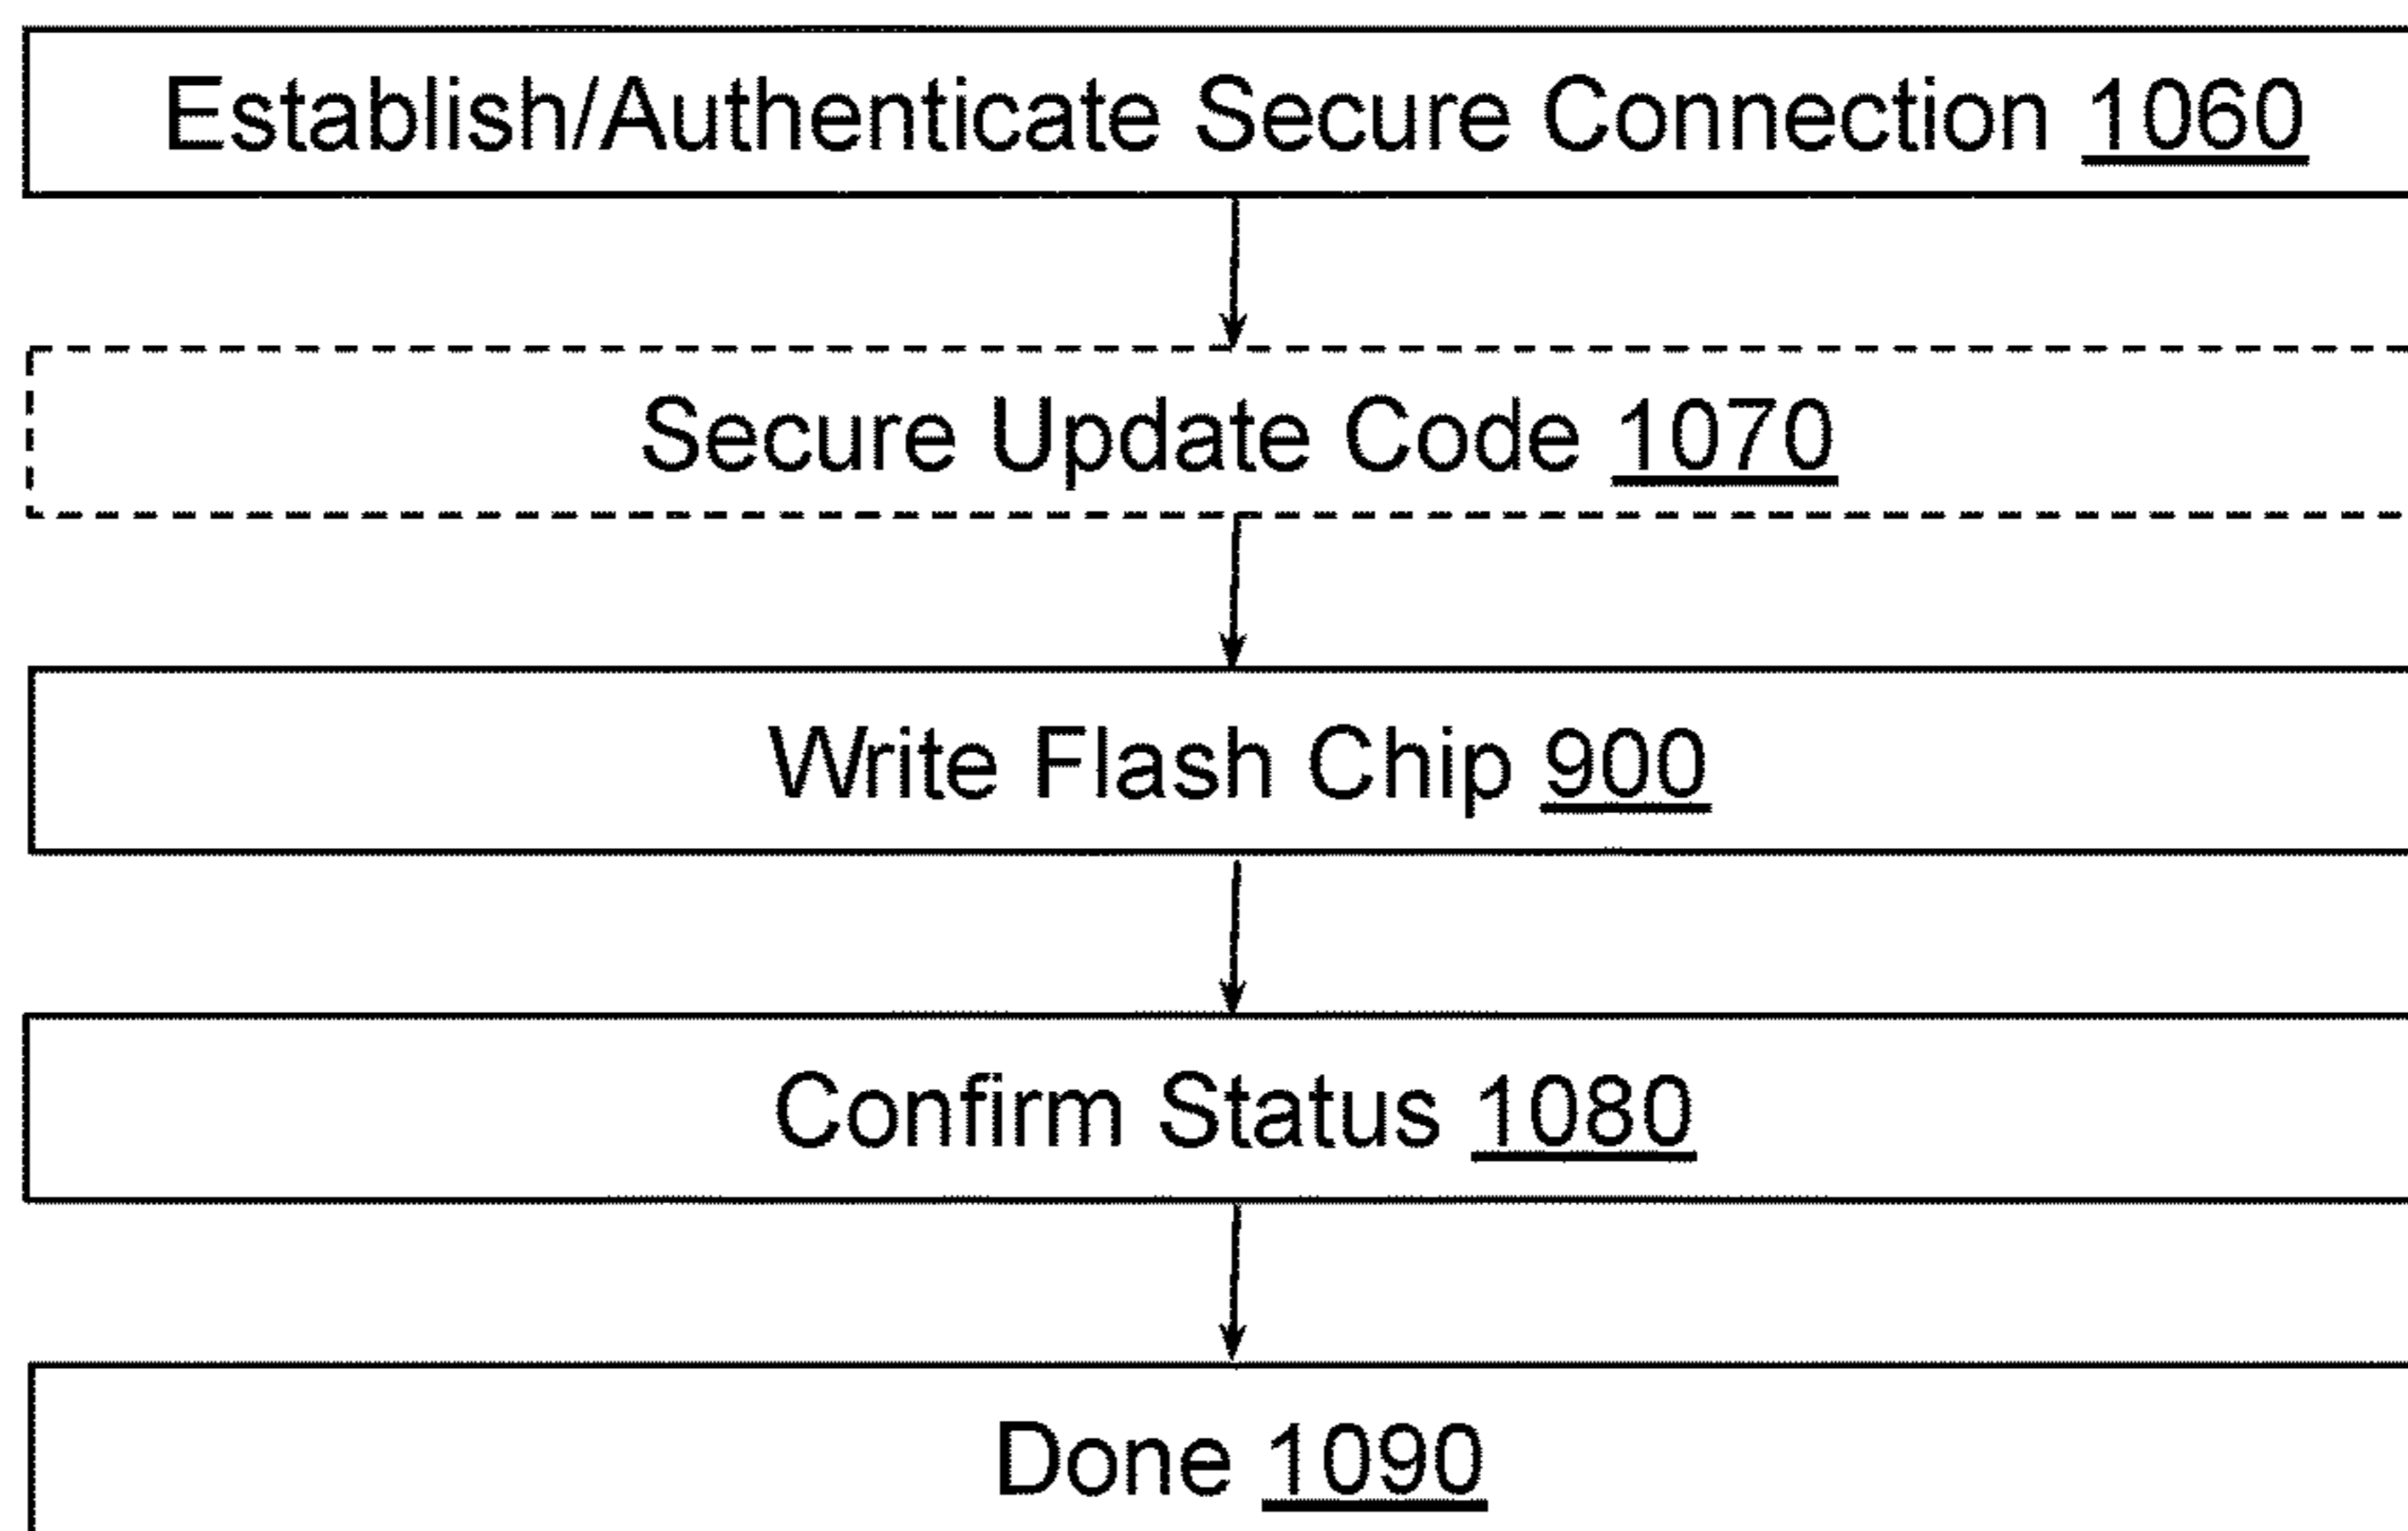 Establish/Authenticate Secure Connection 1060
Secure Update Code 1070
Write Flash Chip 900
Confirm Status 1080
Done 1090